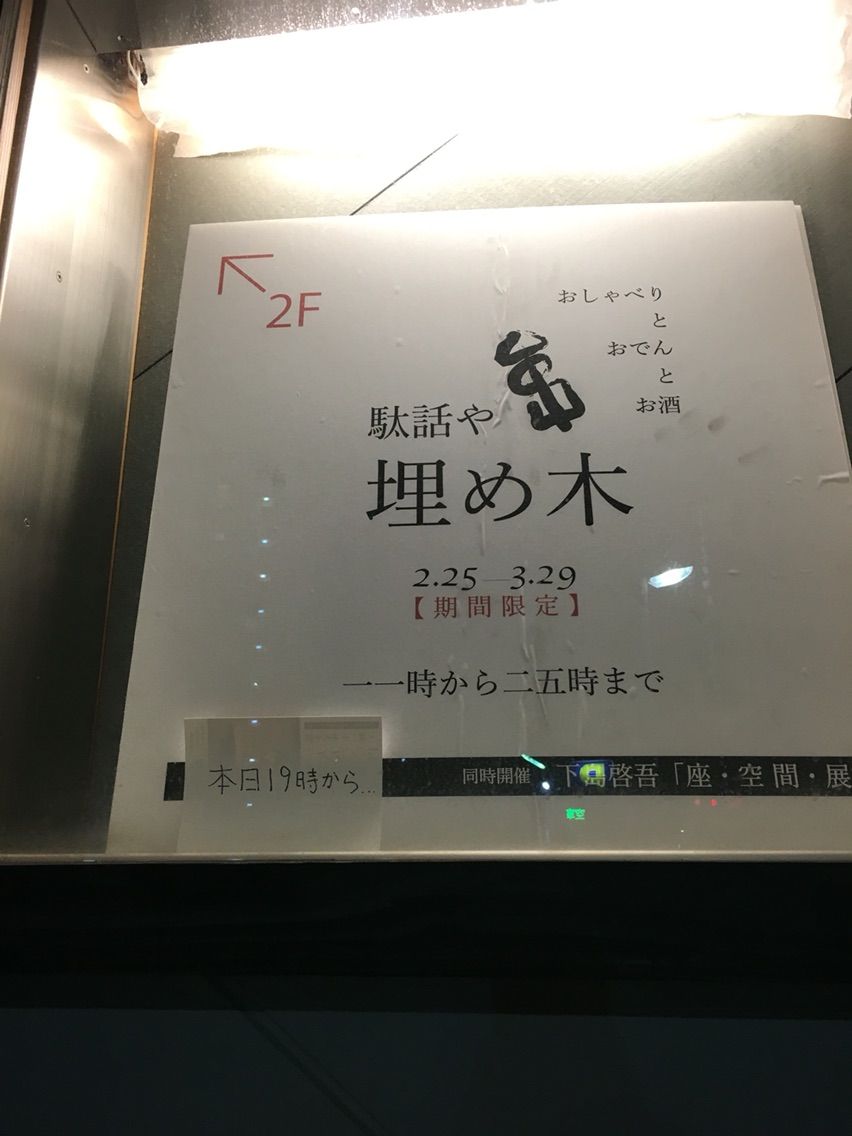 2F
おしゃべり
と
おでん
と
お酒
駄話や
埋め木
2.25—3.29
【期間限定】
一一時から二五時まで
本日19時から…
同時開催 下島啓吾「座・空間・展